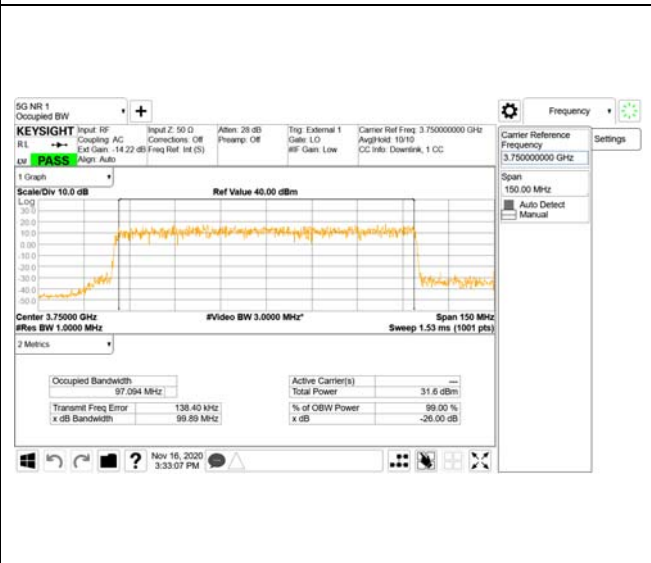 5G NR 1
Occupied BW
Frequency
KEYSIGHT
RL
PASS
Input: RF
Coupling: AC
Ext Gain: -14.22 dB
Align: Auto
Input Z: 50 Ω
Corrections: Off
Freq Ref: Int (S)
Atten: 28 dB
Preamp: Off
Trig: External 1
Gate: LO
#IF Gain: Low
Carrier Ref Freq: 3.750000000 GHz
Avg|Hold: 10/10
CC Info: Downlink, 1 CC
Carrier Reference
Frequency
3.750000000 GHz
Settings
Span
150.00 MHz
Auto Detect
Manual
1 Graph
Scale/Div 10.0 dB
Ref Value 40.00 dBm
Log
30.0
20.0
10.0
0.00
-10.0
-20.0
-30.0
-40.0
-50.0
Center 3.75000 GHz
#Video BW 3.0000 MHz*
Span 150 MHz
#Res BW 1.0000 MHz
Sweep 1.53 ms (1001 pts)
2 Metrics
Occupied Bandwidth
97.094 MHz
Active Carrier(s)
---
Total Power
31.6 dBm
Transmit Freq Error
138.40 kHz
% of OBW Power
99.00 %
x dB Bandwidth
99.89 MHz
x dB
-26.00 dB
?
Nov 16, 2020
3:33:07 PM